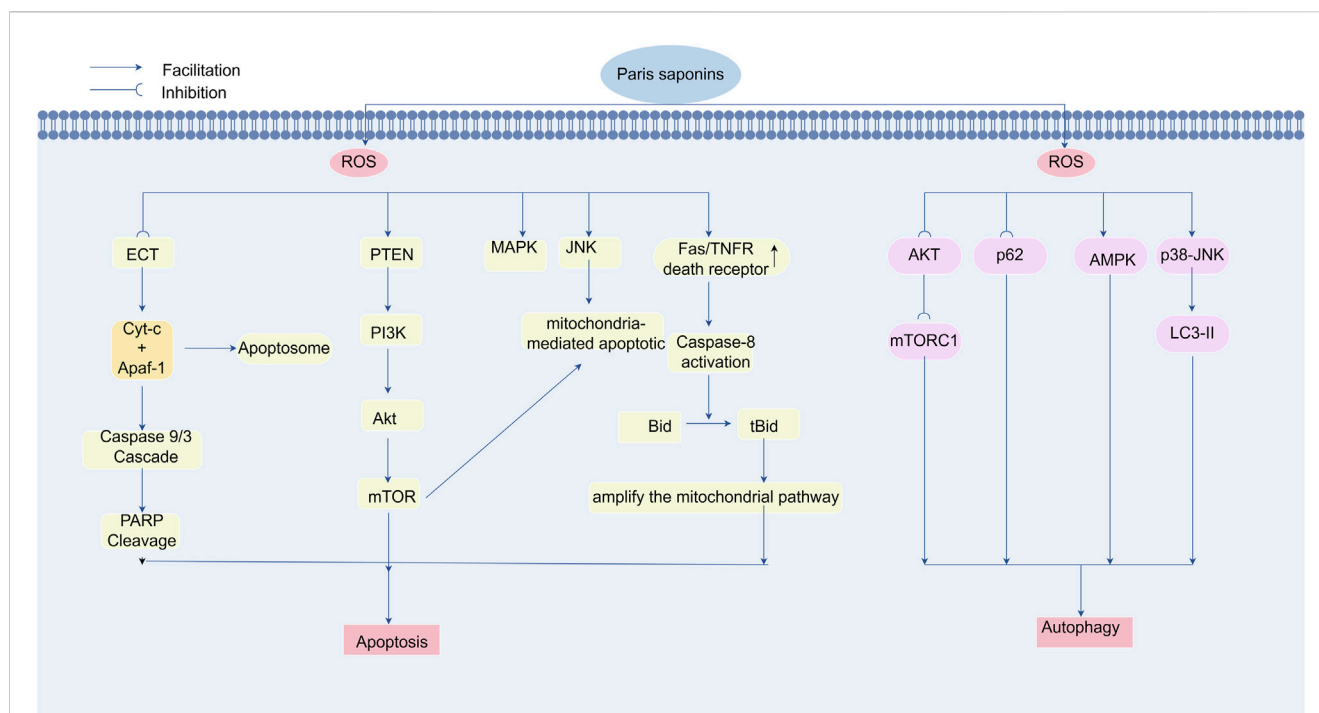 Paris saponins
Facilitation
Inhibition
ROS
ROS
ECT
PTEN
MAPK
JNK
Fas/TNFR
death receptor
AKT
p62
AMPK
p38-JNK
Cyt-c
+
Apaf-1
Apoptosome
PI3K
mitochondria-
mediated apoptotic
Caspase-8
activation
mTORC1
LC3-II
Akt
Bid
tBid
Caspase 9/3
Cascade
mTOR
amplify the mitochondrial pathway
PARP
Cleavage
Apoptosis
Autophagy